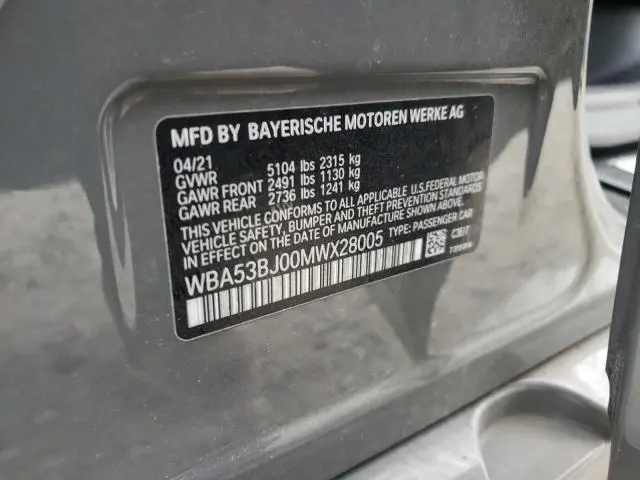 MFD BY BAYERISCHE MOTOREN WERKE AG
04/21
GVWR 5104 lbs 2315 kg
GAWR FRONT 2491 lbs 1130 kg
GAWR REAR 2736 lbs 1241 kg
THIS VEHICLE CONFORMS TO ALL APPLICABLE U.S.FEDERAL MOTOR
VEHICLE SAFETY, BUMPER AND THEFT PREVENTION STANDARDS
IN EFFECT ON THE DATE OF MANUFACTURE SHOWN ABOVE.
WBA53BJ00MWX28005 TYPE: PASSENGER CAR